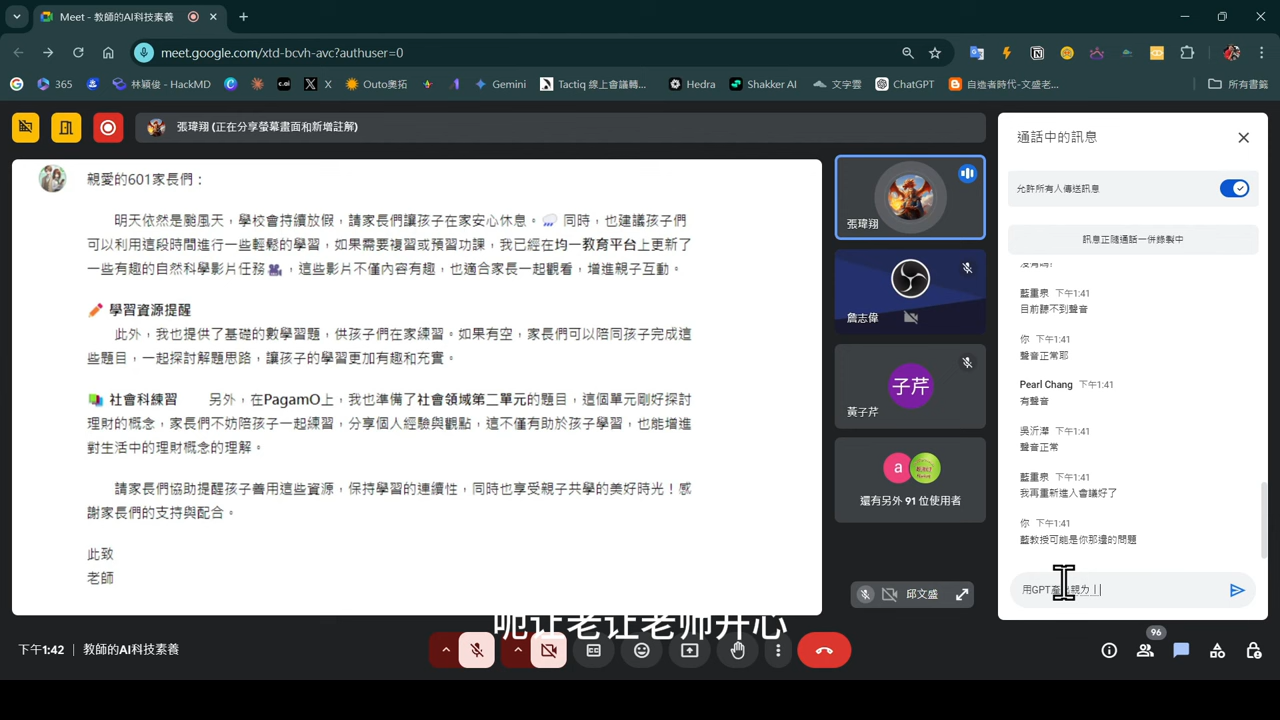 Meet - 教師的AI科技素養
meet.google.com/xtd-bcvh-avc?authuser=0
365
林穎俊 - HackMD
c.ai
X
Outo奧拓
Gemini
Tactiq 線上會議轉...
Hedra
Shakker AI
文字雲
ChatGPT
自造者時代-文盛老...
所有書籤
張瑋翔 (正在分享螢幕畫面和新增註解)
親愛的601家長們：
明天依然是颱風天，學校會持續放假，請家長們讓孩子在家安心休息。🌧️ 同時，也建議孩子們
可以利用這段時間進行一些輕鬆的學習，如果需要複習或預習功課，我已經在均一教育平台上更新了
一些有趣的自然科學影片任務🎥，這些影片不僅內容有趣，也適合家長一起觀看，增進親子互動。
✏️ 學習資源提醒
此外，我也提供了基礎的數學習題，供孩子們在家練習。如果有空，家長們可以陪同孩子完成這
些題目，一起探討解題思路，讓孩子的學習更加有趣和充實。
📚 社會科練習 另外，在PagamO上，我也準備了社會領域第二單元的題目，這個單元剛好探討
理財的概念，家長們不妨陪孩子一起練習，分享個人經驗與觀點，這不僅有助於孩子學習，也能增進
對生活中的理財概念的理解。
請家長們協助提醒孩子善用這些資源，保持學習的連續性，同時也享受親子共學的美好時光！感
謝家長們的支持與配合。
此致
老師
張瑋翔
詹志偉
子芹
黃子芹
a
還有另外 91 位使用者
邱文盛
通話中的訊息
允許所有人傳送訊息
訊息正隨通話一併錄製中
藍重泉 下午1:41
目前聽不到聲音
你 下午1:41
聲音正常耶
Pearl Chang 下午1:41
有聲音
吳沂澤 下午1:41
聲音正常
藍重泉 下午1:41
我再重新進入會議好了
你 下午1:41
藍教授可能是你那邊的問題
用GPT產
親ㄌㄧ
呃让老让老师开心
下午1:42
教師的AI科技素養
96